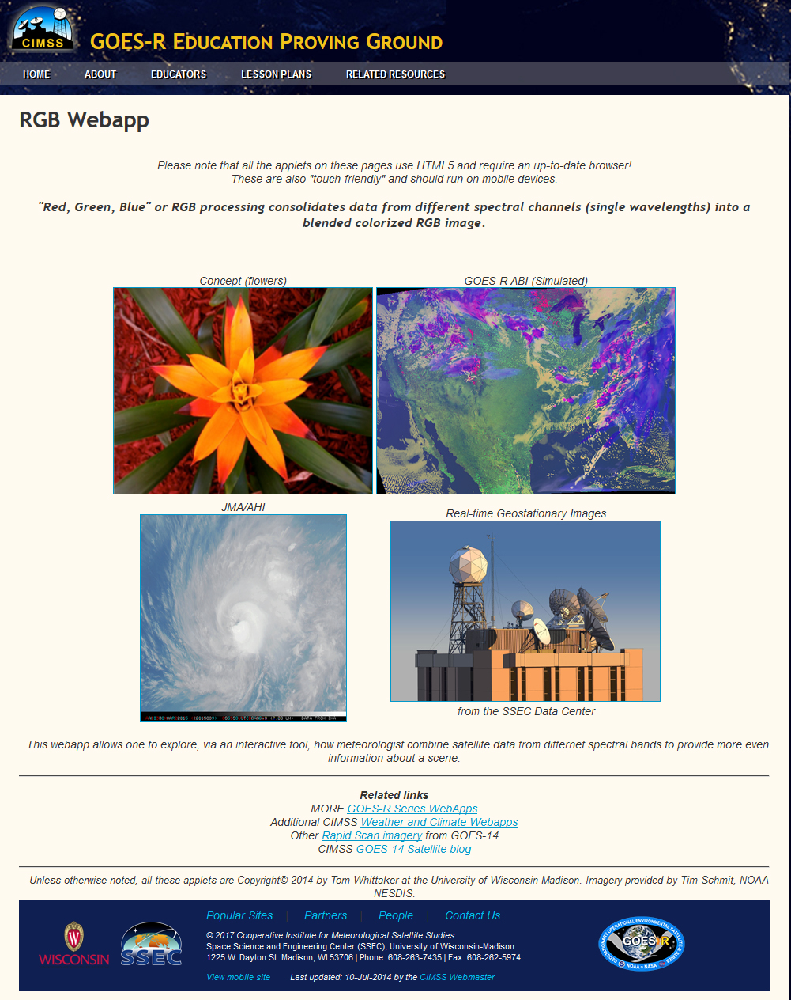 CIMSS
GOES-R Education Proving Ground
HOME ABOUT EDUCATORS LESSON PLANS RELATED RESOURCES
RGB Webapp
Please note that all the applets on these pages use HTML5 and require an up-to-date browser!
These are also "touch-friendly" and should run on mobile devices.
"Red, Green, Blue" or RGB processing consolidates data from different spectral channels (single wavelengths) into a
blended colorized RGB image.
Concept (flowers)
GOES-R ABI (Simulated)
JMA/AHI
Real-time Geostationary Images
DATA FROM JMA
from the SSEC Data Center
This webapp allows one to explore, via an interactive tool, how meteorologist combine satellite data from differnet spectral bands to provide more even
information about a scene.
Related links
MORE GOES-R Series WebApps
Additional CIMSS Weather and Climate Webapps
Other Rapid Scan imagery from GOES-14
CIMSS GOES-14 Satellite blog
Unless otherwise noted, all these applets are Copyright© 2014 by Tom Whittaker at the University of Wisconsin-Madison. Imagery provided by Tim Schmit, NOAA
NESDIS.
Popular Sites | Partners | People | Contact Us
© 2017 Cooperative Institute for Meteorological Satellite Studies
Space Science and Engineering Center (SSEC), University of Wisconsin-Madison
1225 W. Dayton St. Madison, WI 53706 | Phone: 608-263-7435 | Fax: 608-262-5974
View mobile site Last updated: 10-Jul-2014 by the CIMSS Webmaster
W
WISCONSIN
SSEC
GEOSTATIONARY OPERATIONAL ENVIRONMENTAL SATELLITE R-SERIES
GOES R
NOAA - NASA